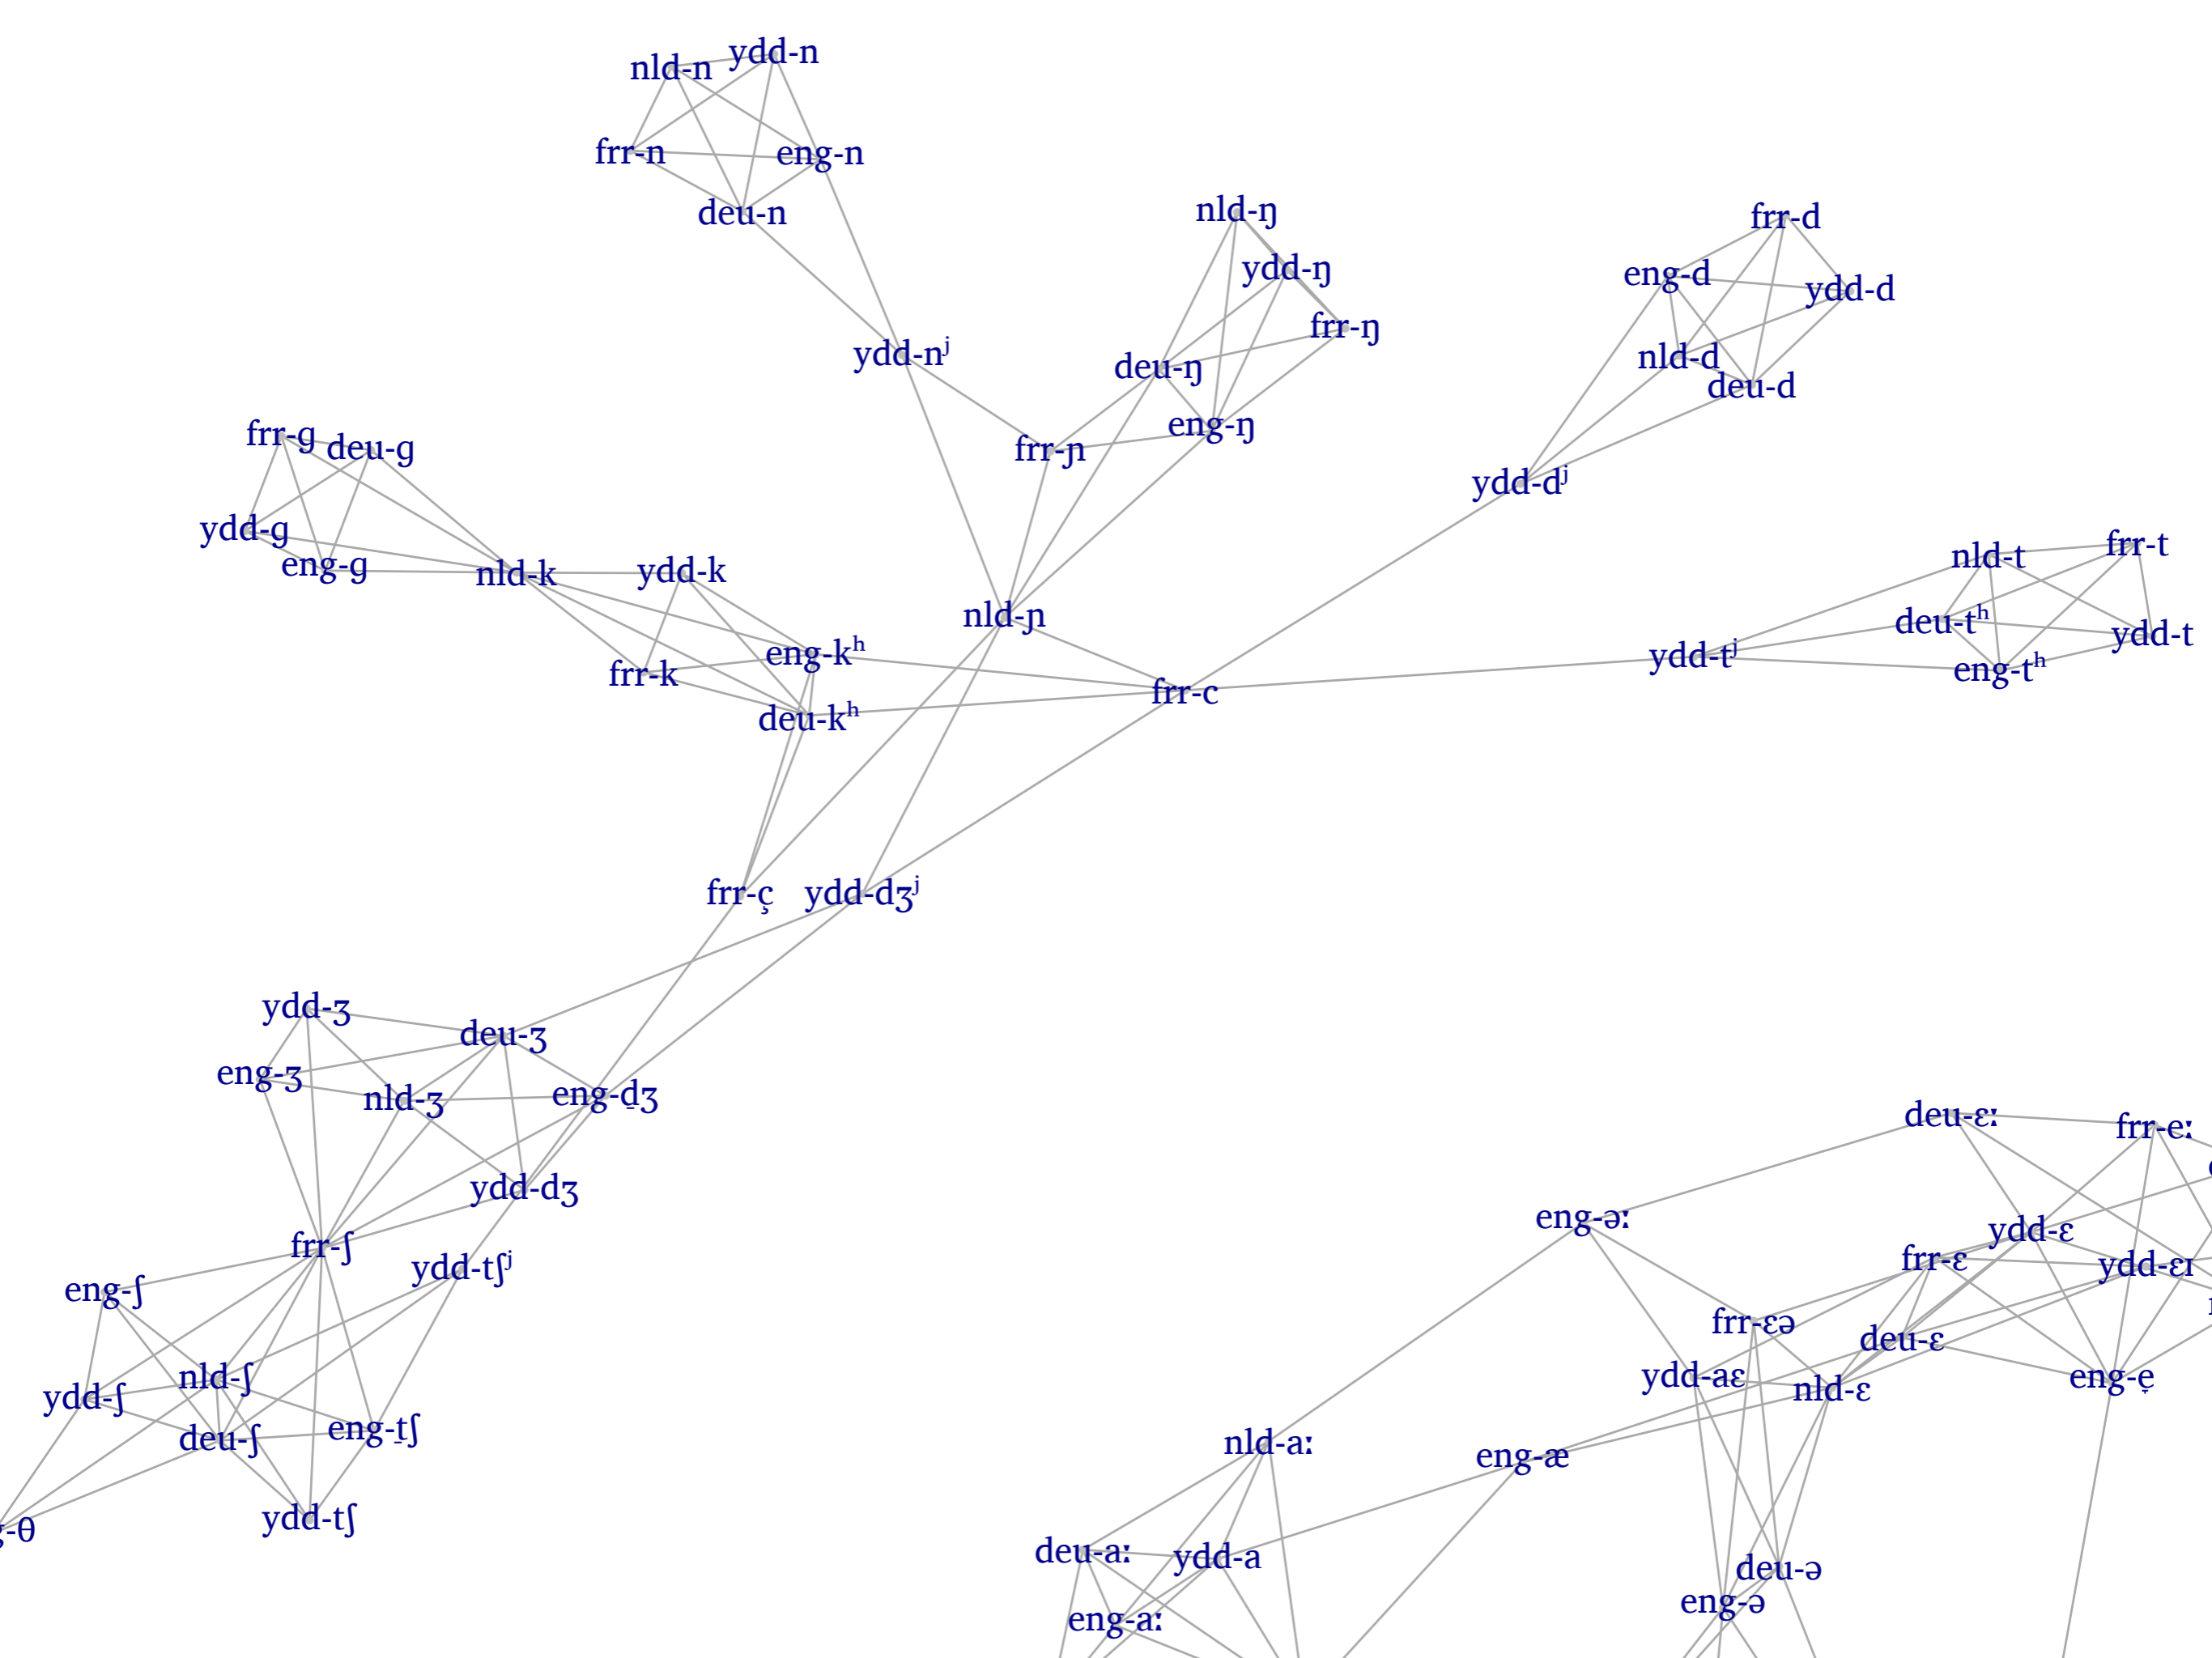 ydd-n
nld-n
frr-n
eng-n
deu-n
nld-ŋ
frr-d
ydd-ŋ
eng-d
ydd-d
frr-ŋ
ydd-nʲ
nld-d
deu-ŋ
deu-d
eng-ŋ
frr-ɡ
deu-ɡ
frr-ɲ
ydd-dʲ
ydd-ɡ
frr-t
nld-t
eng-ɡ
nld-k
ydd-k
nld-ɲ
deu-tʰ
ydd-t
eng-kʰ
ydd-tʲ
eng-tʰ
frr-k
frr-c
deu-kʰ
frr-ç
ydd-dʒʲ
ydd-ʒ
deu-ʒ
eng-ʒ
nld-ʒ
eng-d̠ʒ
deu-ɛː
frr-eː
ydd-dʒ
eng-əː
ydd-ɛ
frr-ʃ
frr-ɛ
ydd-tʃʲ
ydd-ɛɪ
eng-ʃ
frr-ɛə
deu-ɛ
nld-ʃ
ydd-aɛ
eng-e̞
ydd-ʃ
nld-ɛ
eng-t̠ʃ
deu-ʃ
nld-aː
eng-æ
ydd-tʃ
-θ
deu-aː
ydd-a
deu-ə
eng-ə
eng-aː